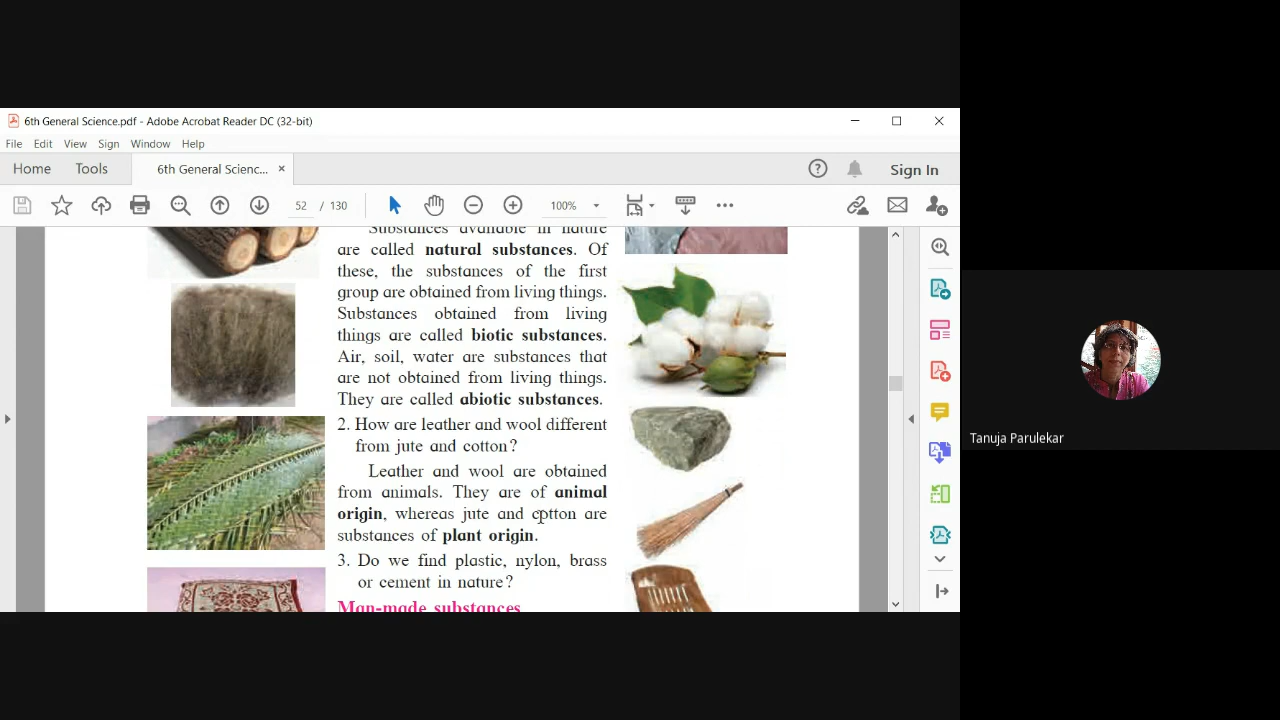 6th General Science.pdf - Adobe Acrobat Reader DC (32-bit)
File Edit View Sign Window Help
Home Tools 6th General Scienc... × Sign In
52 / 130 100%
Substances available in nature
are called natural substances. Of
these, the substances of the first
group are obtained from living things.
Substances obtained from living
things are called biotic substances.
Air, soil, water are substances that
are not obtained from living things.
They are called abiotic substances.
2. How are leather and wool different
from jute and cotton?
Leather and wool are obtained
from animals. They are of animal
origin, whereas jute and cotton are
substances of plant origin.
3. Do we find plastic, nylon, brass
or cement in nature?
Man-made substances
Tanuja Parulekar